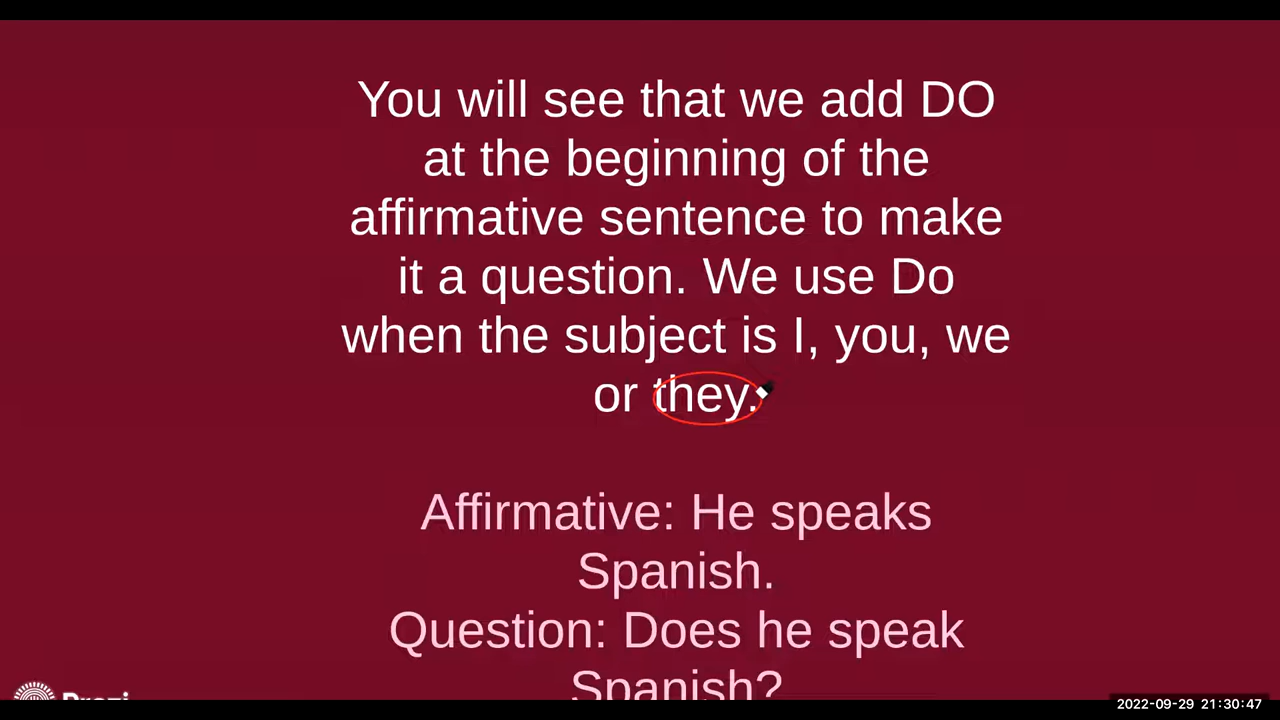 You will see that we add DO
at the beginning of the
affirmative sentence to make
it a question. We use Do
when the subject is I, you, we
or they.
Affirmative: He speaks
Spanish.
Question: Does he speak
Spanish?
Prezi
2022-09-29 21:30:47